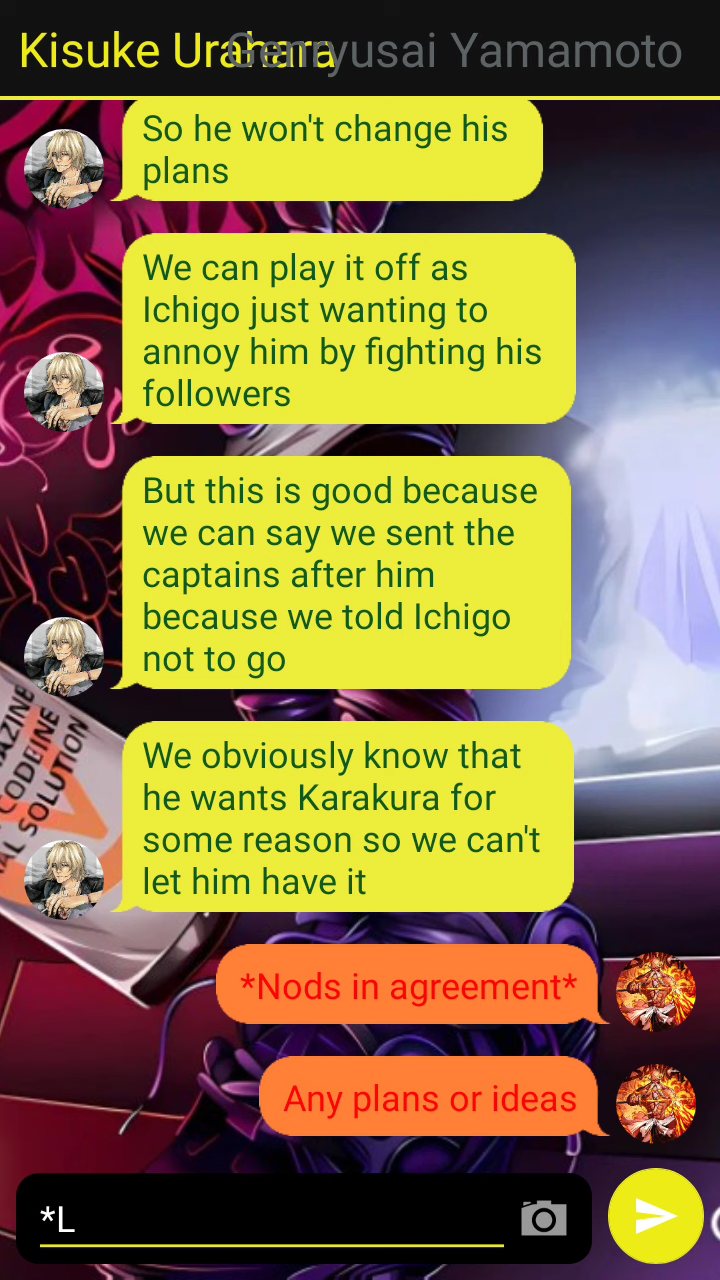 Kisuke Urahara Genryusai Yamamoto
So he won't change his
plans
We can play it off as
Ichigo just wanting to
annoy him by fighting his
followers
But this is good because
we can say we sent the
captains after him
because we told Ichigo
not to go
We obviously know that
he wants Karakura for
some reason so we can't
let him have it
CODEINE
SOLUTION
*Nods in agreement*
Any plans or ideas
*L